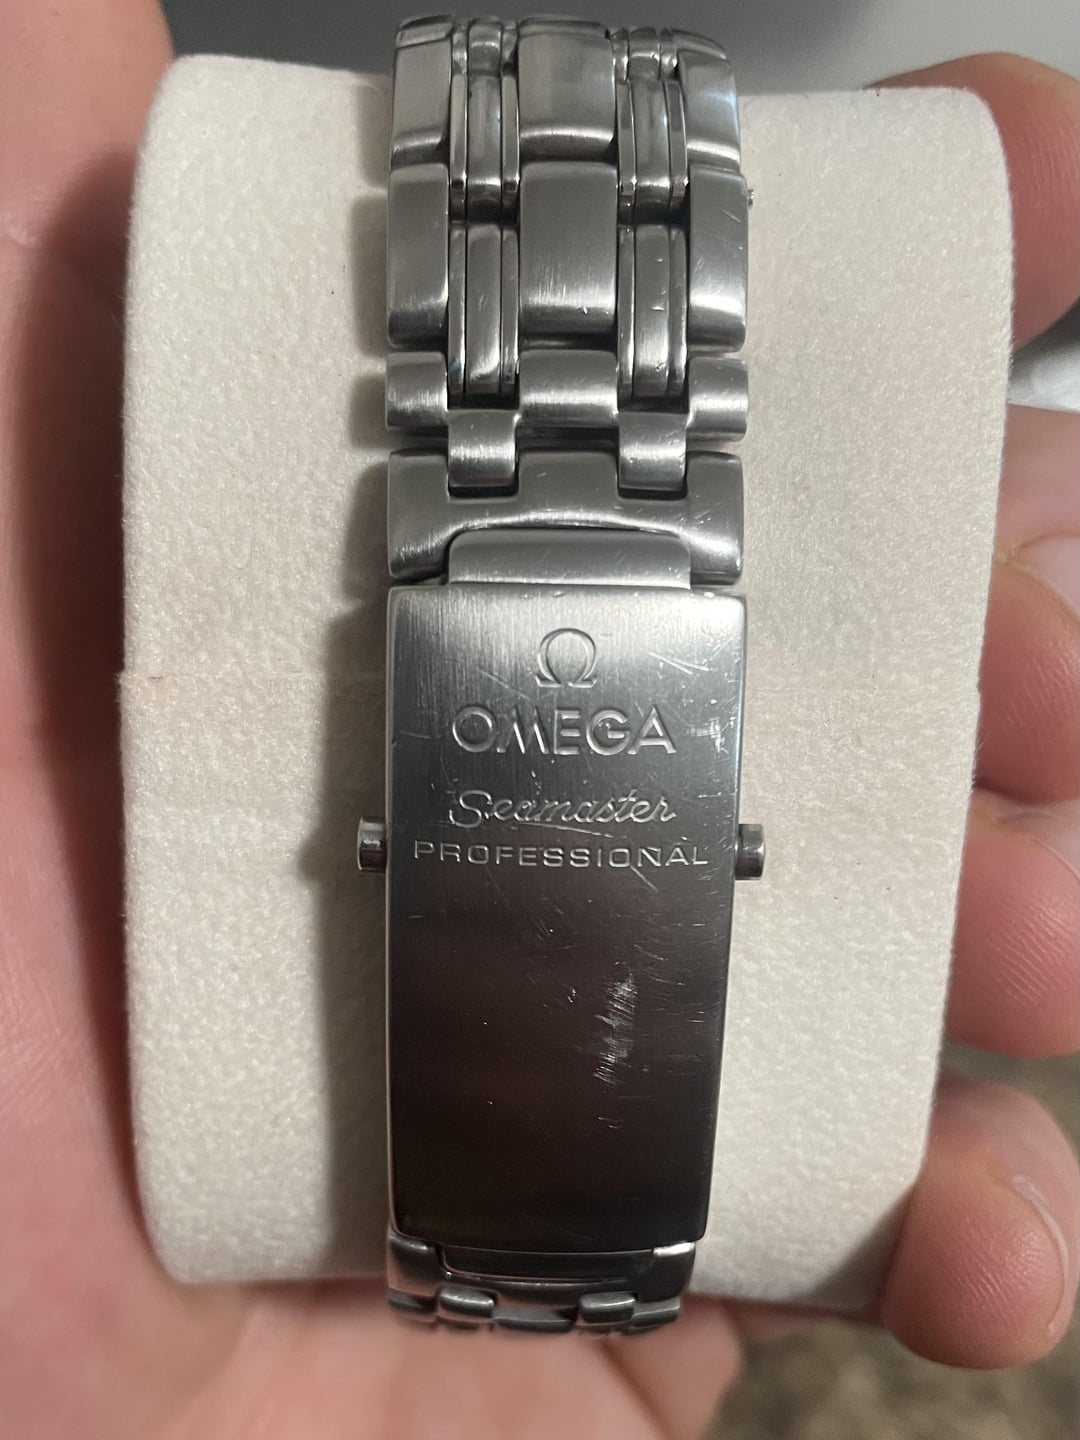 Ω
OMEGA
Seamaster
PROFESSIONAL